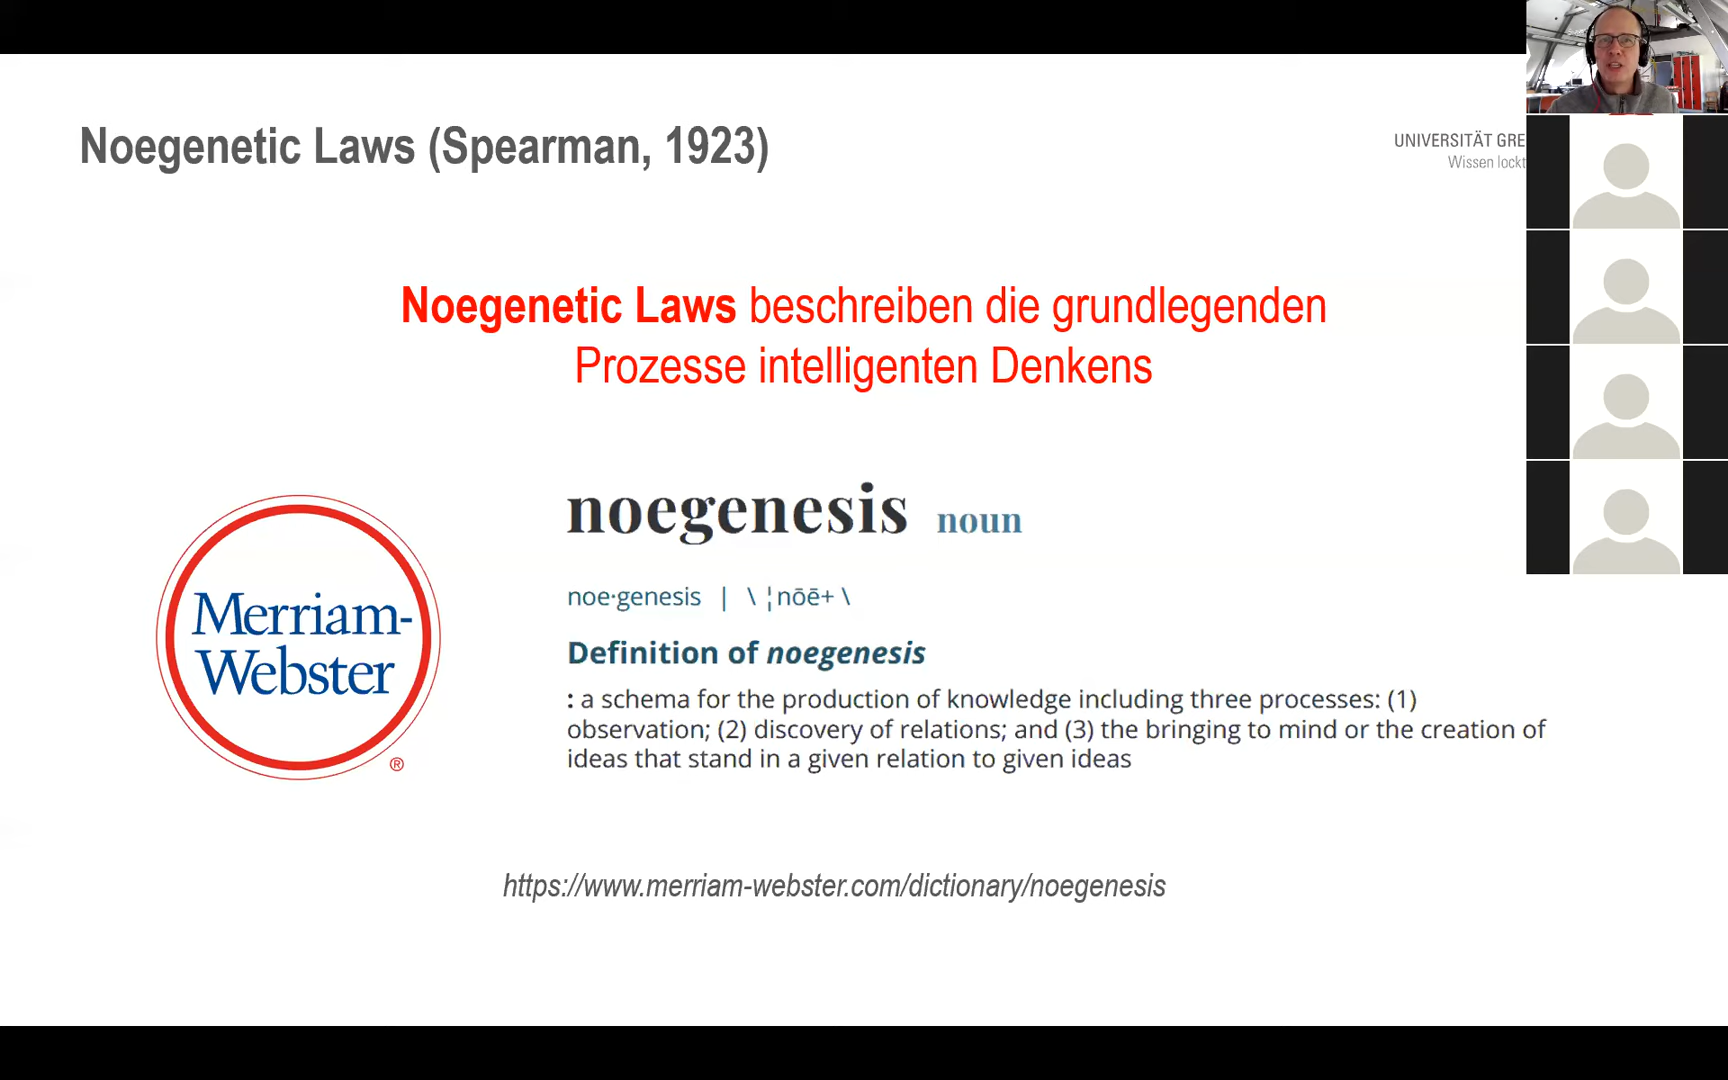 Noegenetic Laws (Spearman, 1923)
UNIVERSITÄT GRE
Wissen lockt
Noegenetic Laws beschreiben die grundlegenden
Prozesse intelligenten Denkens
Merriam-
Webster
®
noegenesis noun
noe·genesis | \ ¦nōē+ \
Definition of noegenesis
: a schema for the production of knowledge including three processes: (1)
observation; (2) discovery of relations; and (3) the bringing to mind or the creation of
ideas that stand in a given relation to given ideas
https://www.merriam-webster.com/dictionary/noegenesis